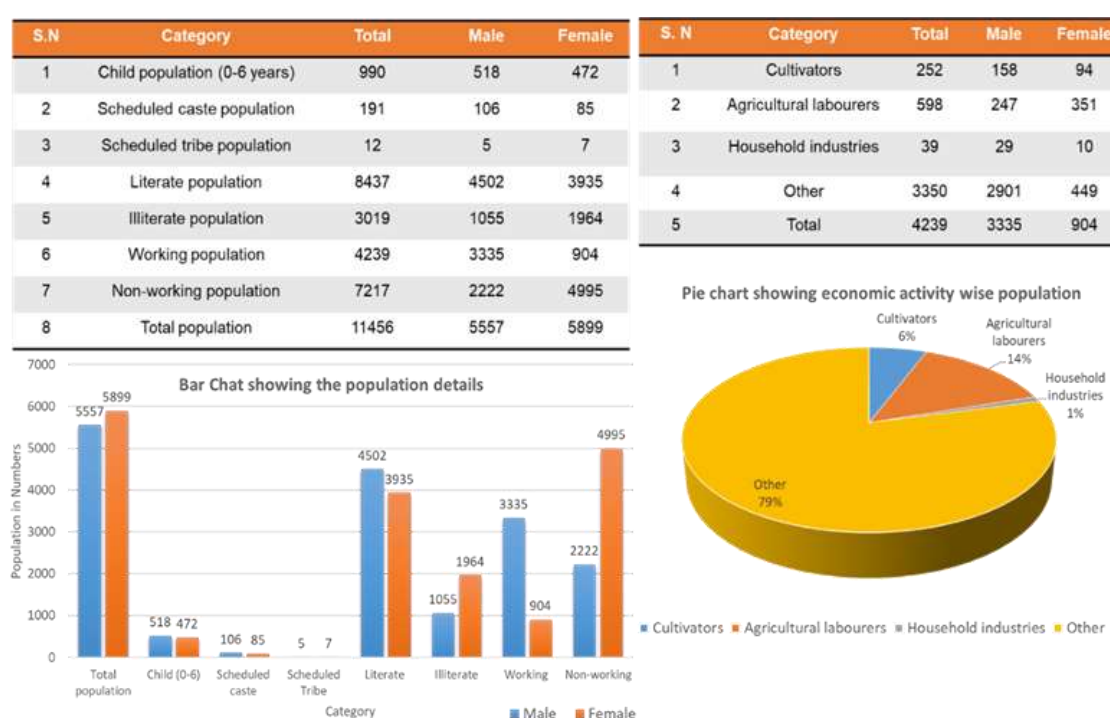 S.N Category Total Male Female
1 Child population (0-6 years) 990 518 472
2 Scheduled caste population 191 106 85
3 Scheduled tribe population 12 5 7
4 Literate population 8437 4502 3935
5 Illiterate population 3019 1055 1964
6 Working population 4239 3335 904
7 Non-working population 7217 2222 4995
8 Total population 11456 5557 5899
S. N Category Total Male Female
1 Cultivators 252 158 94
2 Agricultural labourers 598 247 351
3 Household industries 39 29 10
4 Other 3350 2901 449
5 Total 4239 3335 904
Bar Chat showing the population details
Population in Numbers
7000
6000
5000
4000
3000
2000
1000
0
5557 5899
518 472
106 85
5 7
4502 3935
1055 1964
3335 904
2222 4995
Total population
Child (0-6)
Scheduled caste
Scheduled Tribe
Literate
Illiterate
Working
Non-working
Category
Male Female
Pie chart showing economic activity wise population
Cultivators
6%
Agricultural
labourers
14%
Household
industries
1%
Other
79%
Cultivators Agricultural labourers Household industries Other